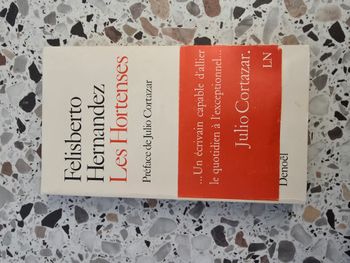 Felisberto
Hernandez
Les Hortenses
Préface de Julio Cortazar
...Un écrivain capable d'allier
le quotidien à l'exceptionnel...
Julio Cortazar.
LN
Denoël